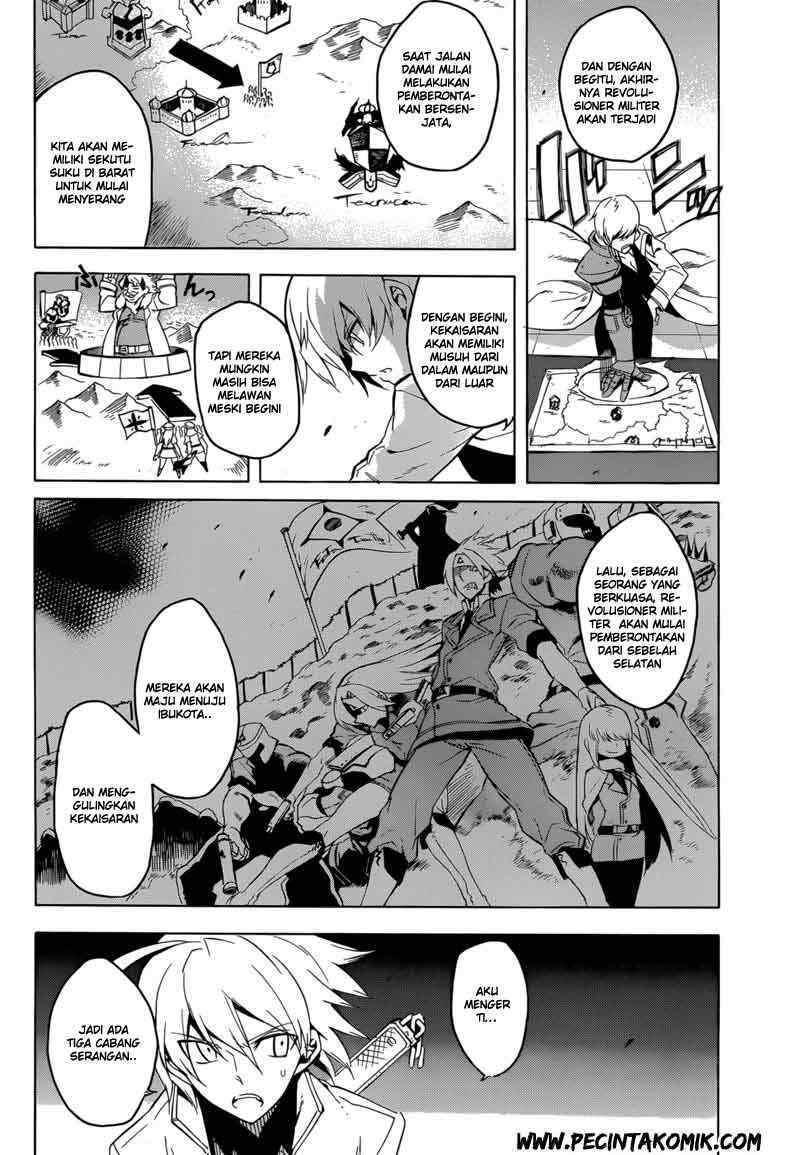 DAN DENGAN
BEGITU, AKHIR-
NYA REVOLU-
SIONER MILITER
AKAN TERJADI
SAAT JALAN
DAMAI MULAI
MELAKUKAN
PEMBERONTA-
KAN BERSEN-
JATA,
KITA AKAN ME-
MILIKI SEKUTU
SUKU DI BARAT
UNTUK MULAI
MENYERANG
DENGAN BEGINI,
KEKAISARAN
AKAN MEMILIKI
MUSUH DARI
DALAM MAUPUN
DARI LUAR
TAPI MEREKA
MUNGKIN
MASIH BISA
MELAWAN
MESKI BEGINI
LALU, SEBAGAI
SEORANG YANG
BERKUASA, RE-
VOLUSIONER MILI-
TER AKAN MULAI
PEMBERONTAKAN
DARI SEBELAH
SELATAN
MEREKA AKAN
MAJU MENUJU
IBUKOTA..
DAN MENG-
GULINGKAN
KEKAISARAN
AKU
MENGER
TI...
JADI ADA
TIGA CABANG
SERANGAN..
WWW.PECINTAKOMIK.COM